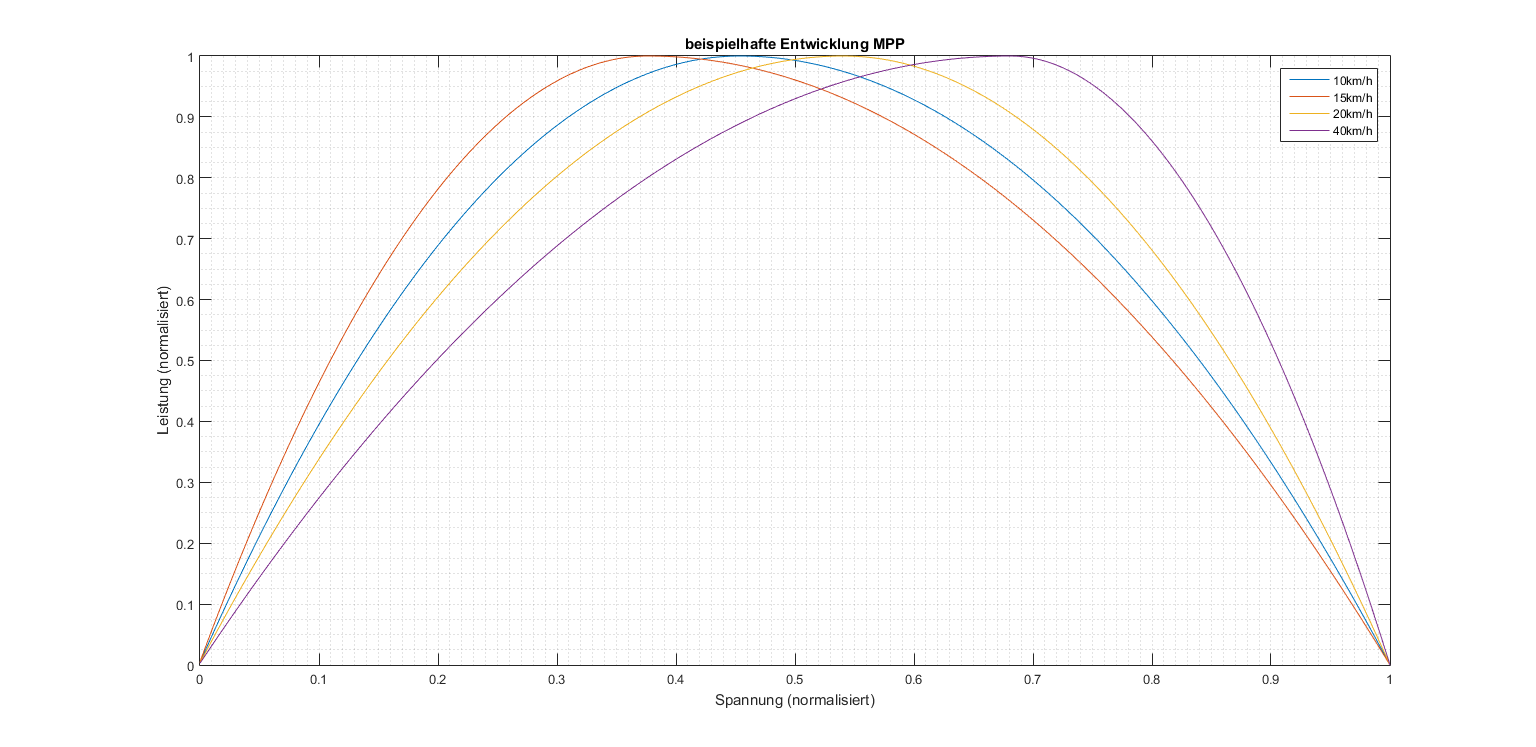 beispielhafte Entwicklung MPP
10km/h
15km/h
20km/h
40km/h
1
0.9
0.8
0.7
0.6
0.5
0.4
0.3
0.2
0.1
0
Leistung (normalisiert)
0 0.1 0.2 0.3 0.4 0.5 0.6 0.7 0.8 0.9 1
Spannung (normalisiert)